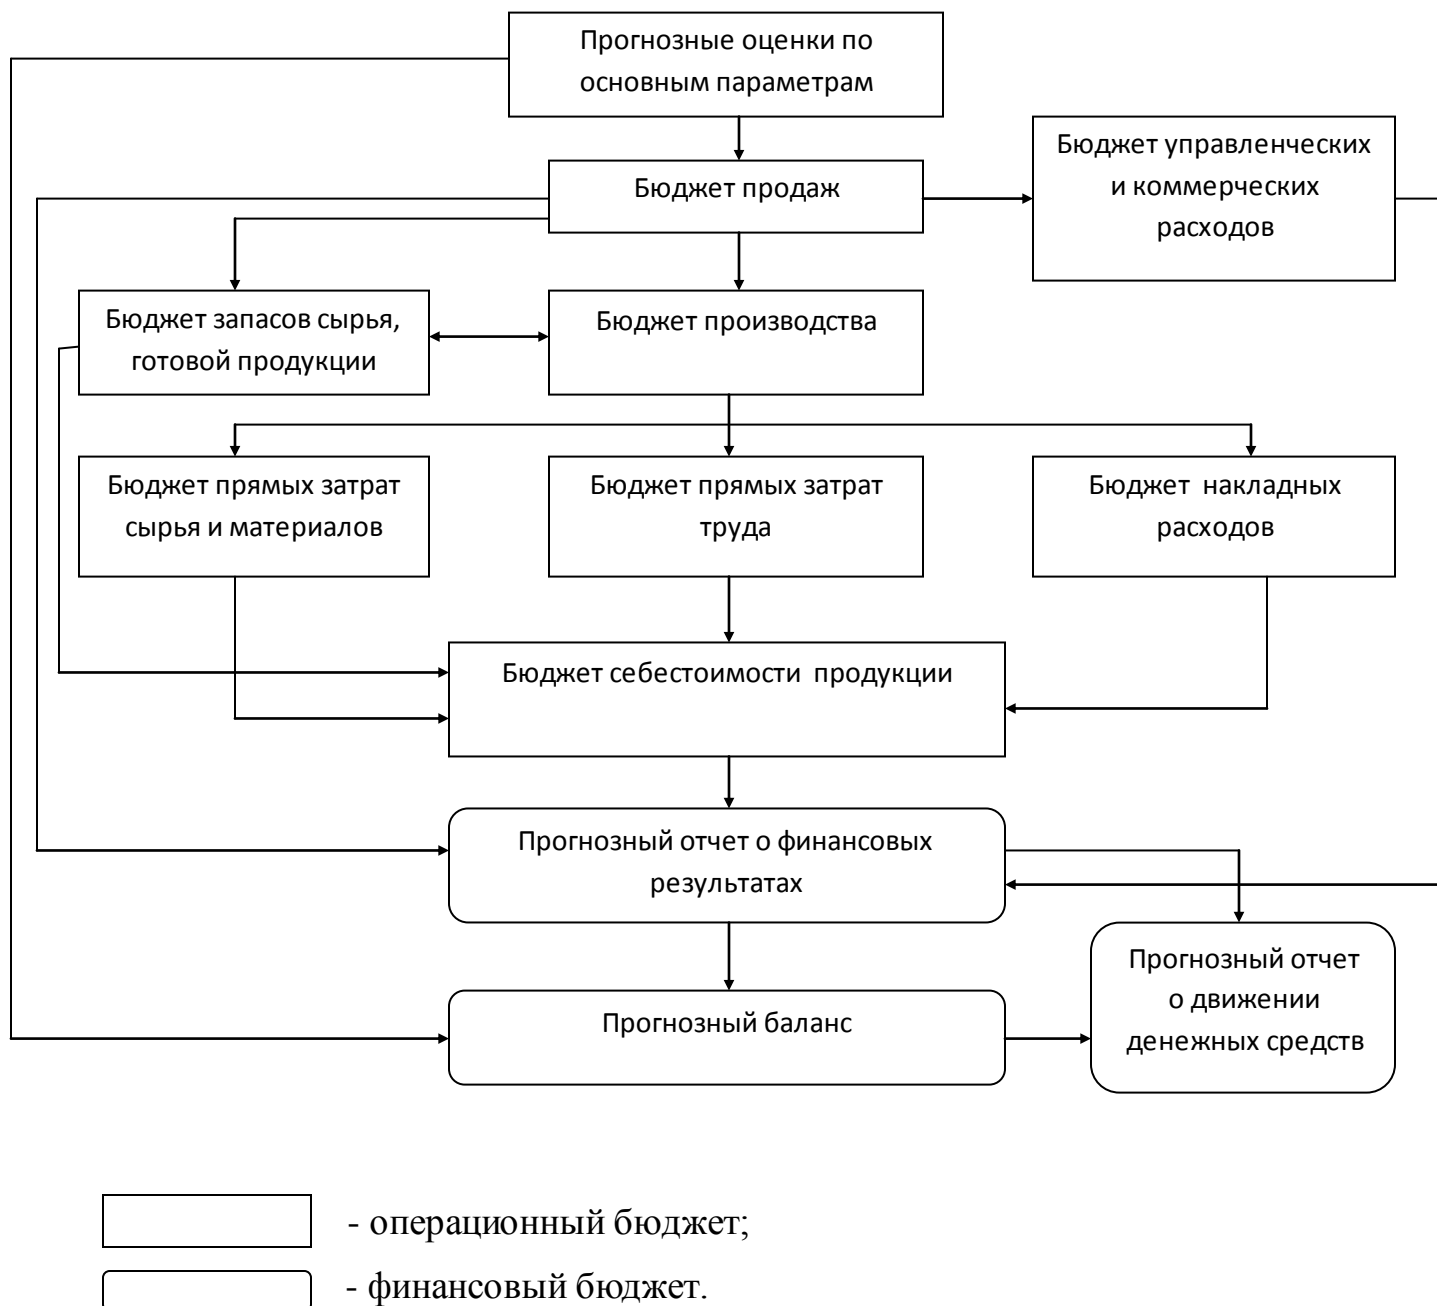 Прогнозные оценки по
основным параметрам
Бюджет управленческих
и коммерческих
расходов
Бюджет продаж
Бюджет запасов сырья,
готовой продукции
Бюджет производства
Бюджет прямых затрат
сырья и материалов
Бюджет прямых затрат
труда
Бюджет накладных
расходов
Бюджет себестоимости продукции
Прогнозный отчет о финансовых
результатах
Прогнозный отчет
о движении
денежных средств
Прогнозный баланс
- операционный бюджет;
- финансовый бюджет.